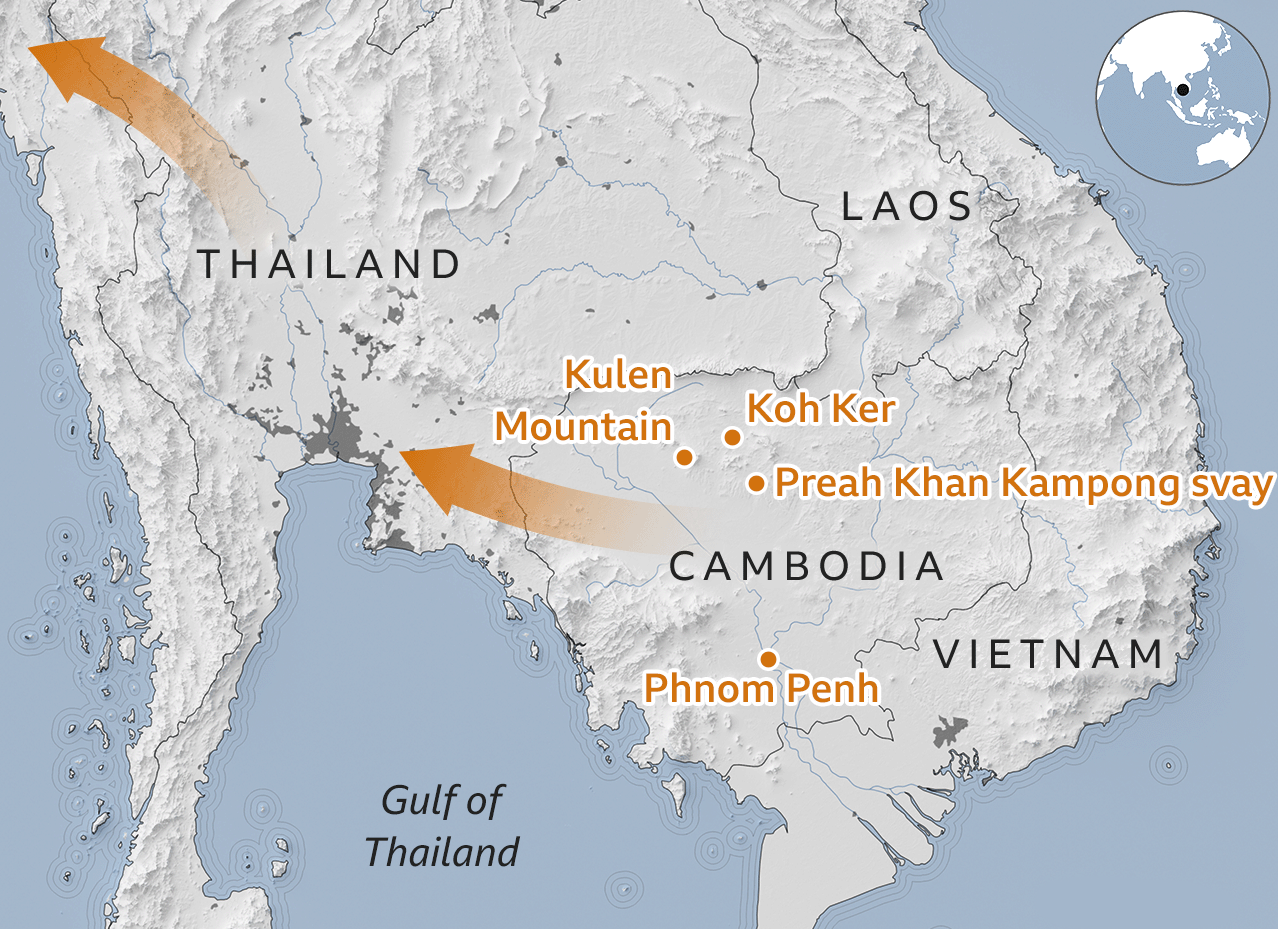 LAOS
THAILAND
Kulen
Mountain
Koh Ker
Preah Khan Kampong svay
CAMBODIA
VIETNAM
Phnom Penh
Gulf of
Thailand